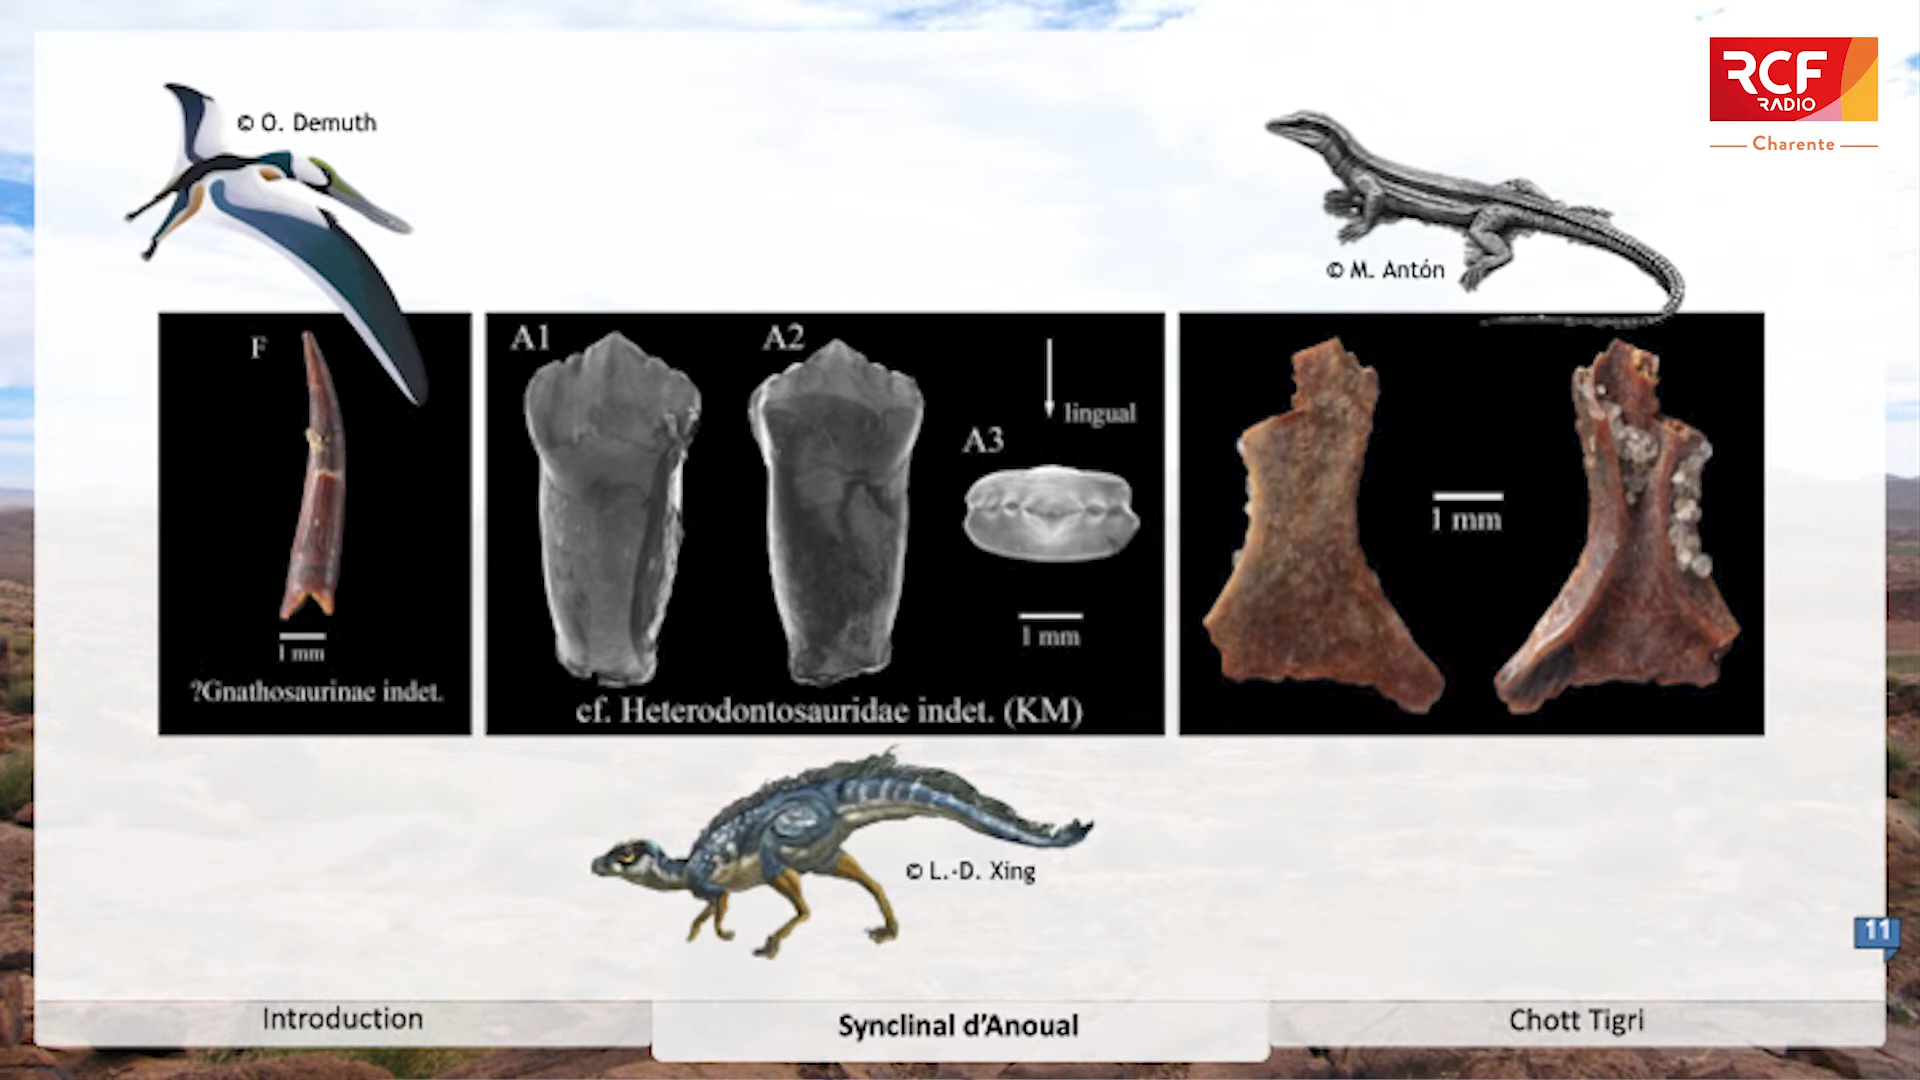 RCF
RADIO
Charente
© O. Demuth
© M. Antón
F
1 mm
?Gnathosaurinae indet.
A1
A2
A3
lingual
1 mm
cf. Heterodontosauridae indet. (KM)
1 mm
© L.-D. Xing
11
Introduction
Synclinal d'Anoual
Chott Tigri